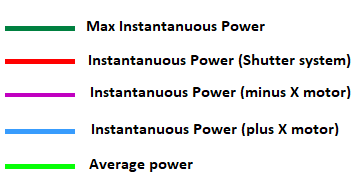 Max Instantanuous Power
Instantanuous Power (Shutter system)
Instantanuous Power (minus X motor)
Instantanuous Power (plus X motor)
Average power